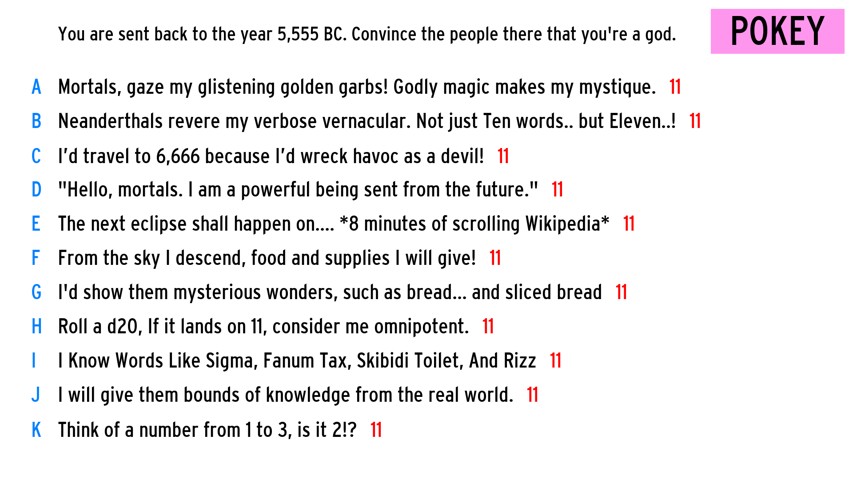 You are sent back to the year 5,555 BC. Convince the people there that you're a god.
POKEY
A Mortals, gaze my glistening golden garbs! Godly magic makes my mystique. 11
B Neanderthals revere my verbose vernacular. Not just Ten words.. but Eleven..! 11
C I'd travel to 6,666 because I'd wreck havoc as a devil! 11
D "Hello, mortals. I am a powerful being sent from the future." 11
E The next eclipse shall happen on.... *8 minutes of scrolling Wikipedia* 11
F From the sky I descend, food and supplies I will give! 11
G I'd show them mysterious wonders, such as bread... and sliced bread 11
H Roll a d20, If it lands on 11, consider me omnipotent. 11
I I Know Words Like Sigma, Fanum Tax, Skibidi Toilet, And Rizz 11
J I will give them bounds of knowledge from the real world. 11
K Think of a number from 1 to 3, is it 2!? 11